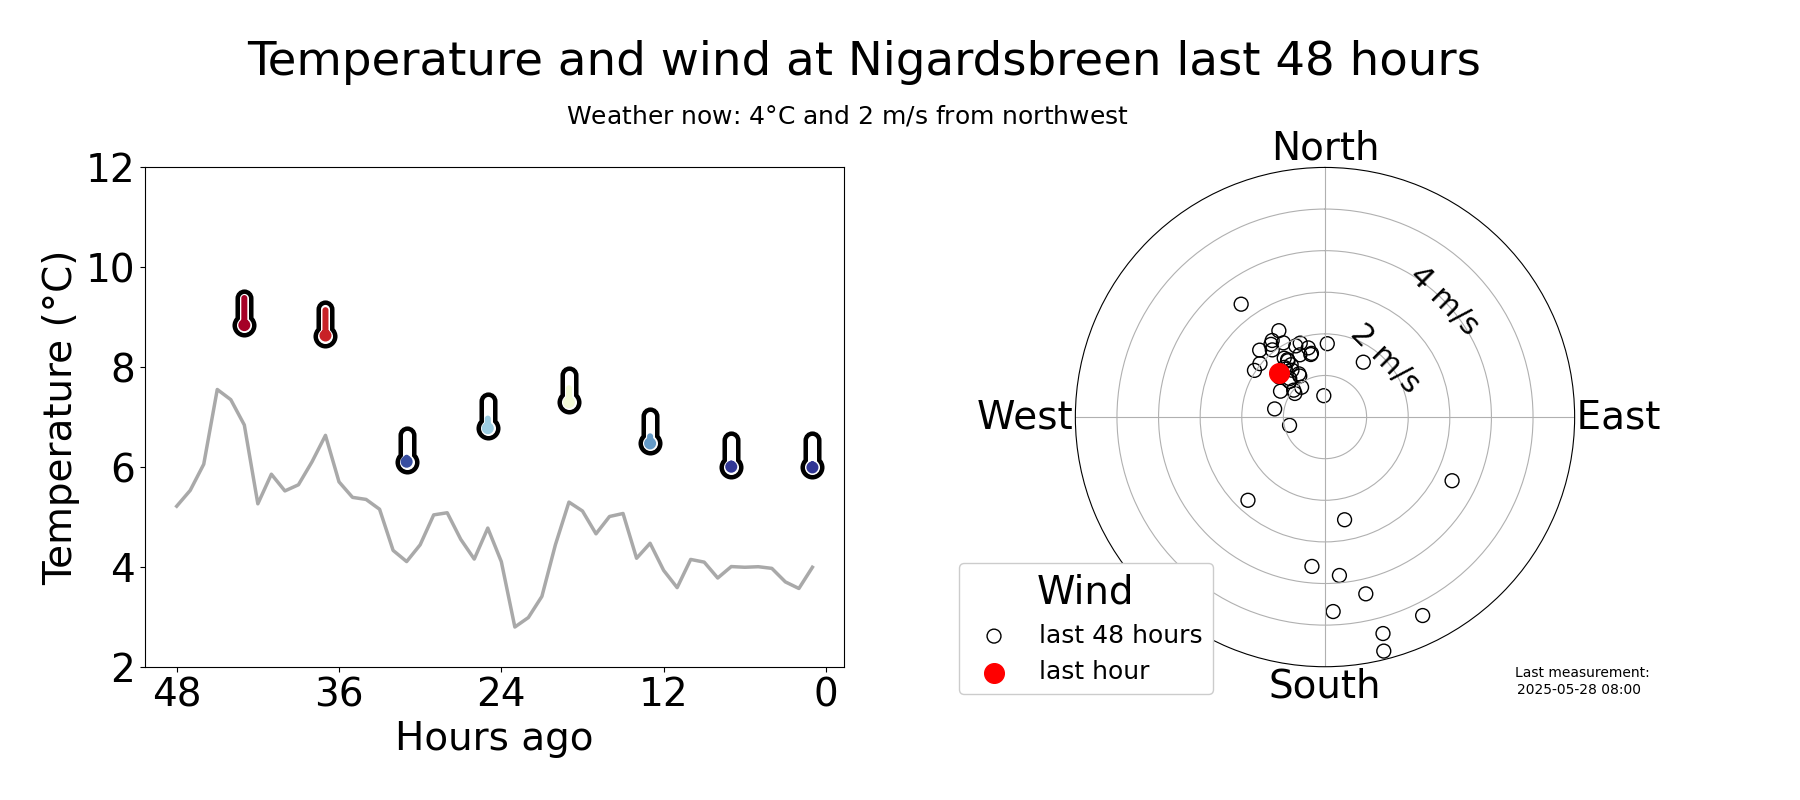 Temperature and wind at Nigardsbreen last 48 hours
Weather now: 4°C and 2 m/s from northwest
Temperature (°C)
12
10
8
6
4
2
48 36 24 12 0
Hours ago
North
West
East
South
4 m/s
2 m/s
Wind
last 48 hours
last hour
Last measurement:
2025-05-28 08:00